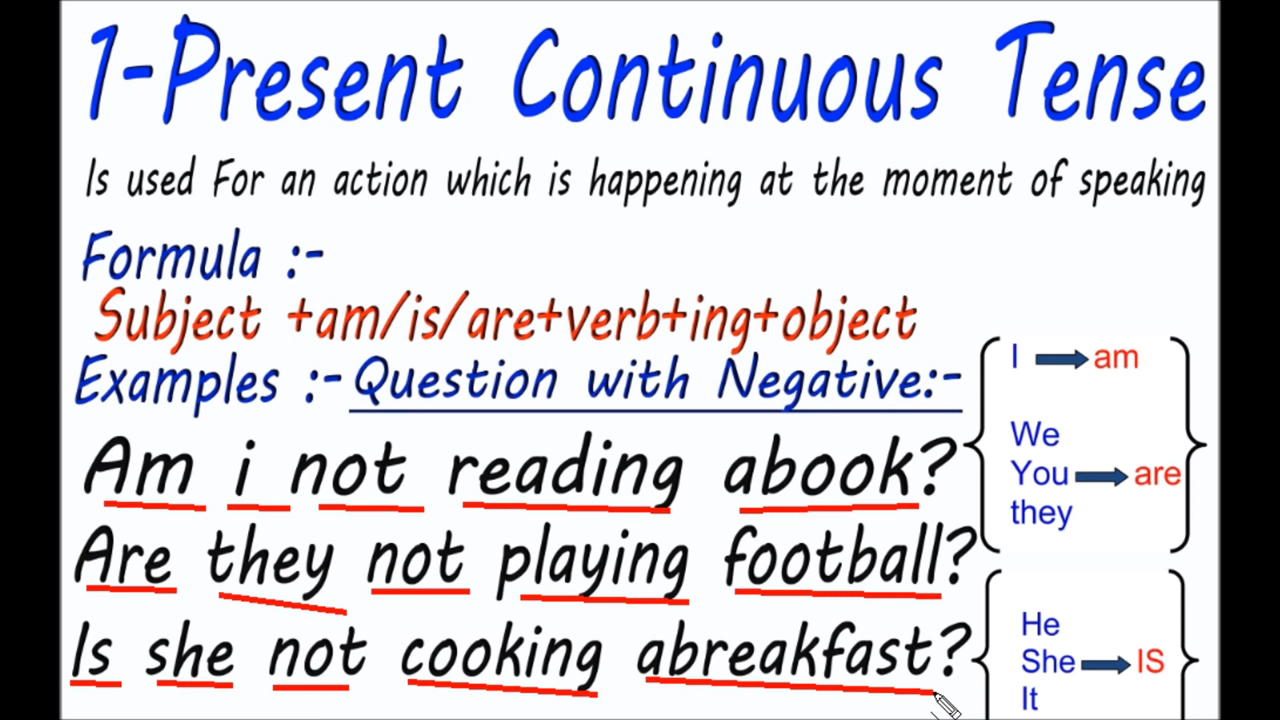 1-Present Continuous Tense
Is used For an action which is happening at the moment of speaking
Formula :-
Subject +am/is/are+verb+ing+object
Examples :- Question with Negative:-
Am i not reading abook?
Are they not playing football?
Is she not cooking abreakfast?
I am
We
You are
they
He
She IS
It